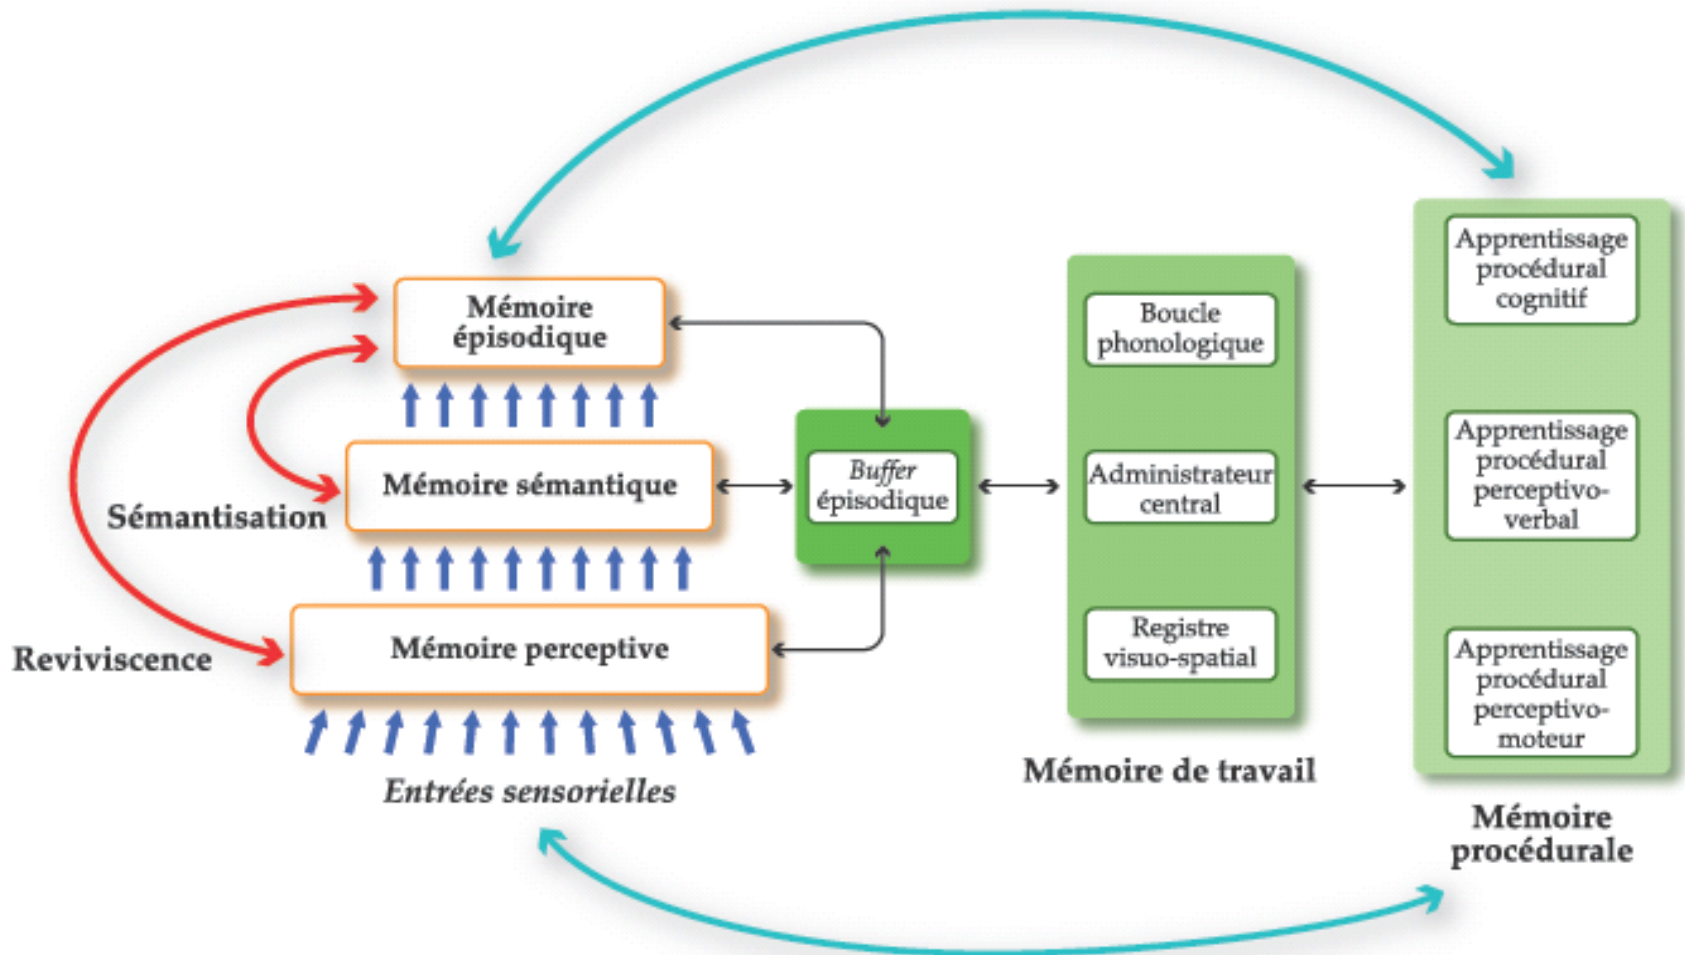 Mémoire
épisodique
Mémoire sémantique
Sémantisation
Mémoire perceptive
Reviviscence
Entrées sensorielles
Buffer
épisodique
Boucle
phonologique
Administrateur
central
Registre
visuo-spatial
Mémoire de travail
Apprentissage
procédural
cognitif
Apprentissage
procédural
perceptivo-
verbal
Apprentissage
procédural
perceptivo-
moteur
Mémoire
procédurale